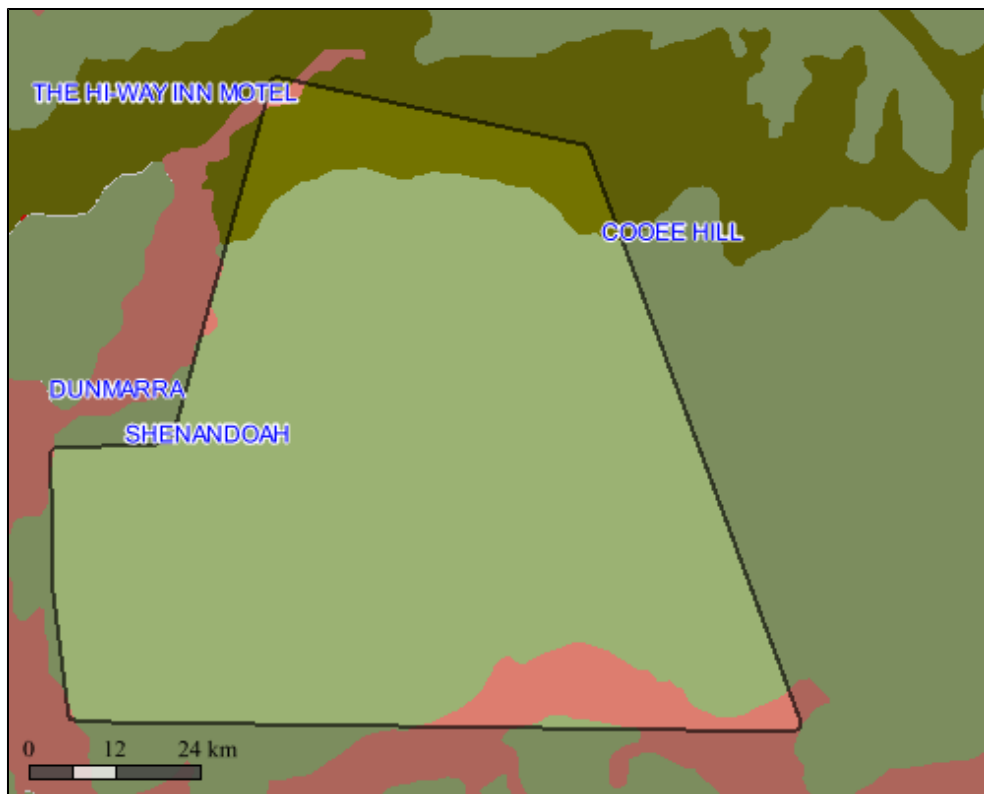 THE HI-WAY INN MOTEL
COOEE HILL
DUNMARRA
SHENANDOAH
0 12 24 km